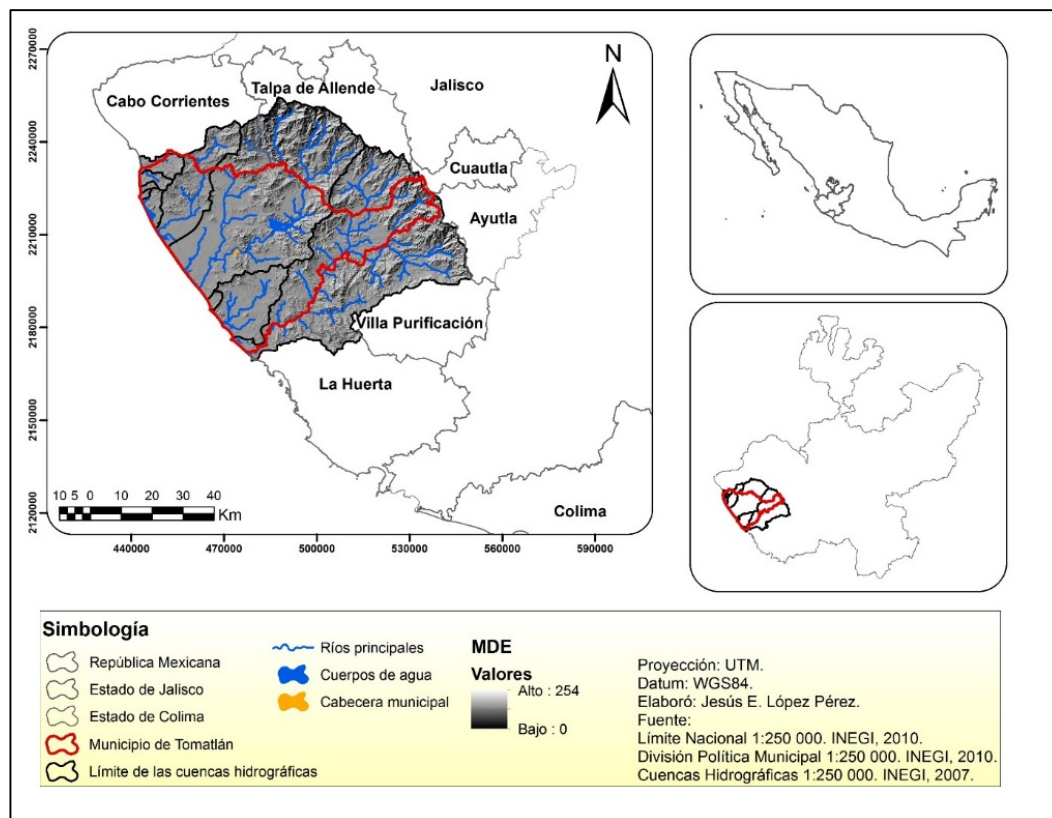 N
Cabo Corrientes
Talpa de Allende
Jalisco
Cuautla
Ayutla
Villa Purificación
La Huerta
Colima
2270000
2240000
2210000
2180000
2150000
2120000
10 5 0 10 20 30 40
Km
440000 470000 500000 530000 560000 590000
Simbología
República Mexicana
Estado de Jalisco
Estado de Colima
Municipio de Tomatlán
Límite de las cuencas hidrográficas
Ríos principales
Cuerpos de agua
Cabecera municipal
MDE
Valores
Alto : 254
Bajo : 0
Proyección: UTM.
Datum: WGS84.
Elaboró: Jesús E. López Pérez.
Fuente:
Límite Nacional 1:250 000. INEGI, 2010.
División Política Municipal 1:250 000. INEGI, 2010.
Cuencas Hidrográficas 1:250 000. INEGI, 2007.